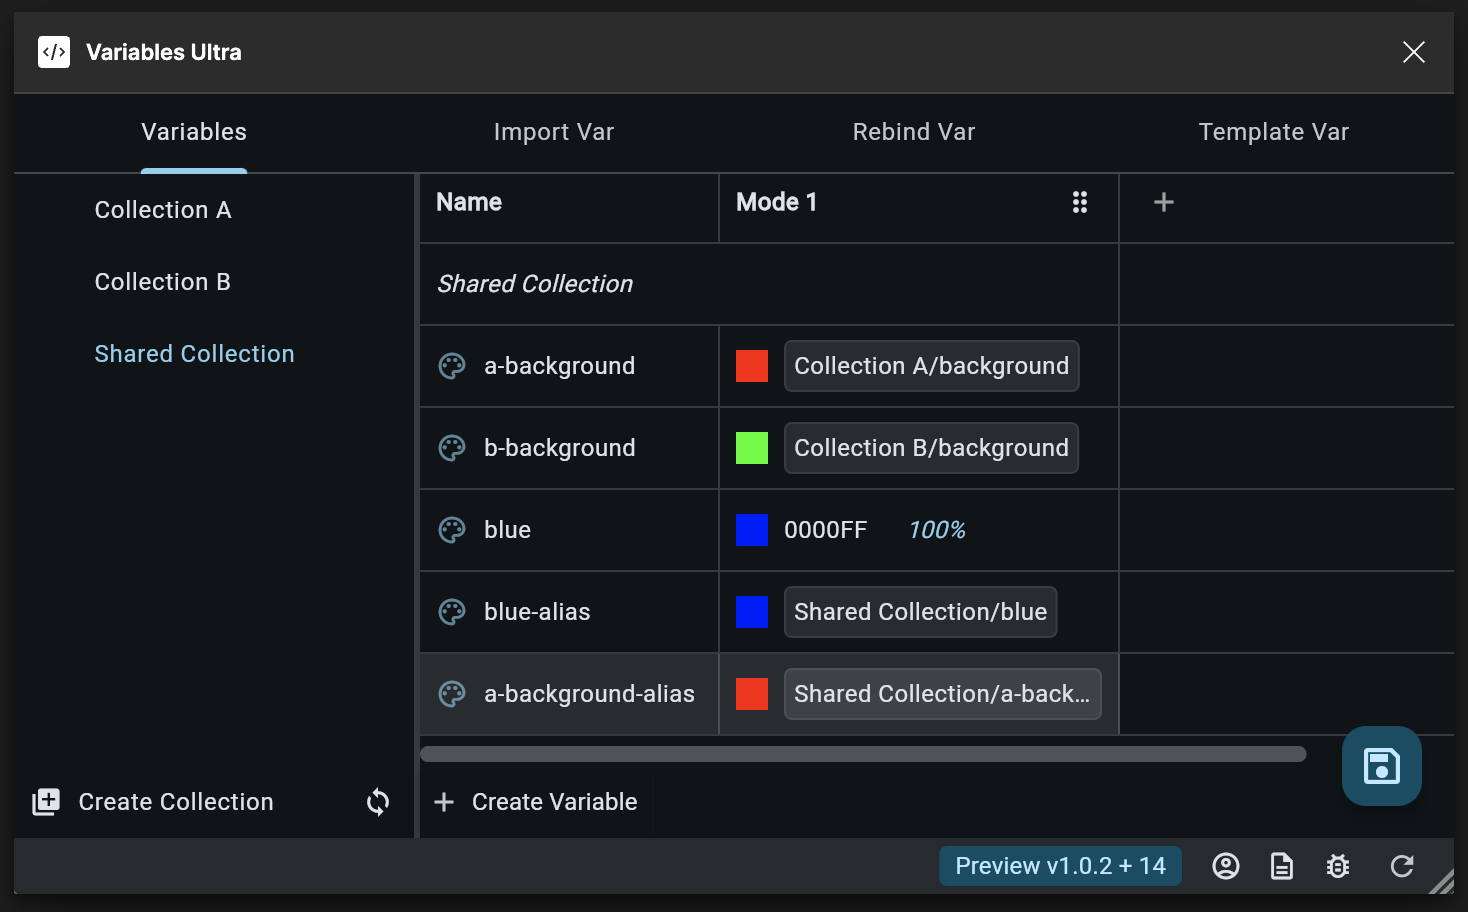 Variables Ultra
Variables
Import Var
Rebind Var
Template Var
Collection A
Collection B
Shared Collection
Name
Mode 1
Shared Collection
a-background
Collection A/background
b-background
Collection B/background
blue
0000FF 100%
blue-alias
Shared Collection/blue
a-background-alias
Shared Collection/a-back…
Create Collection
Create Variable
Preview v1.0.2 + 14